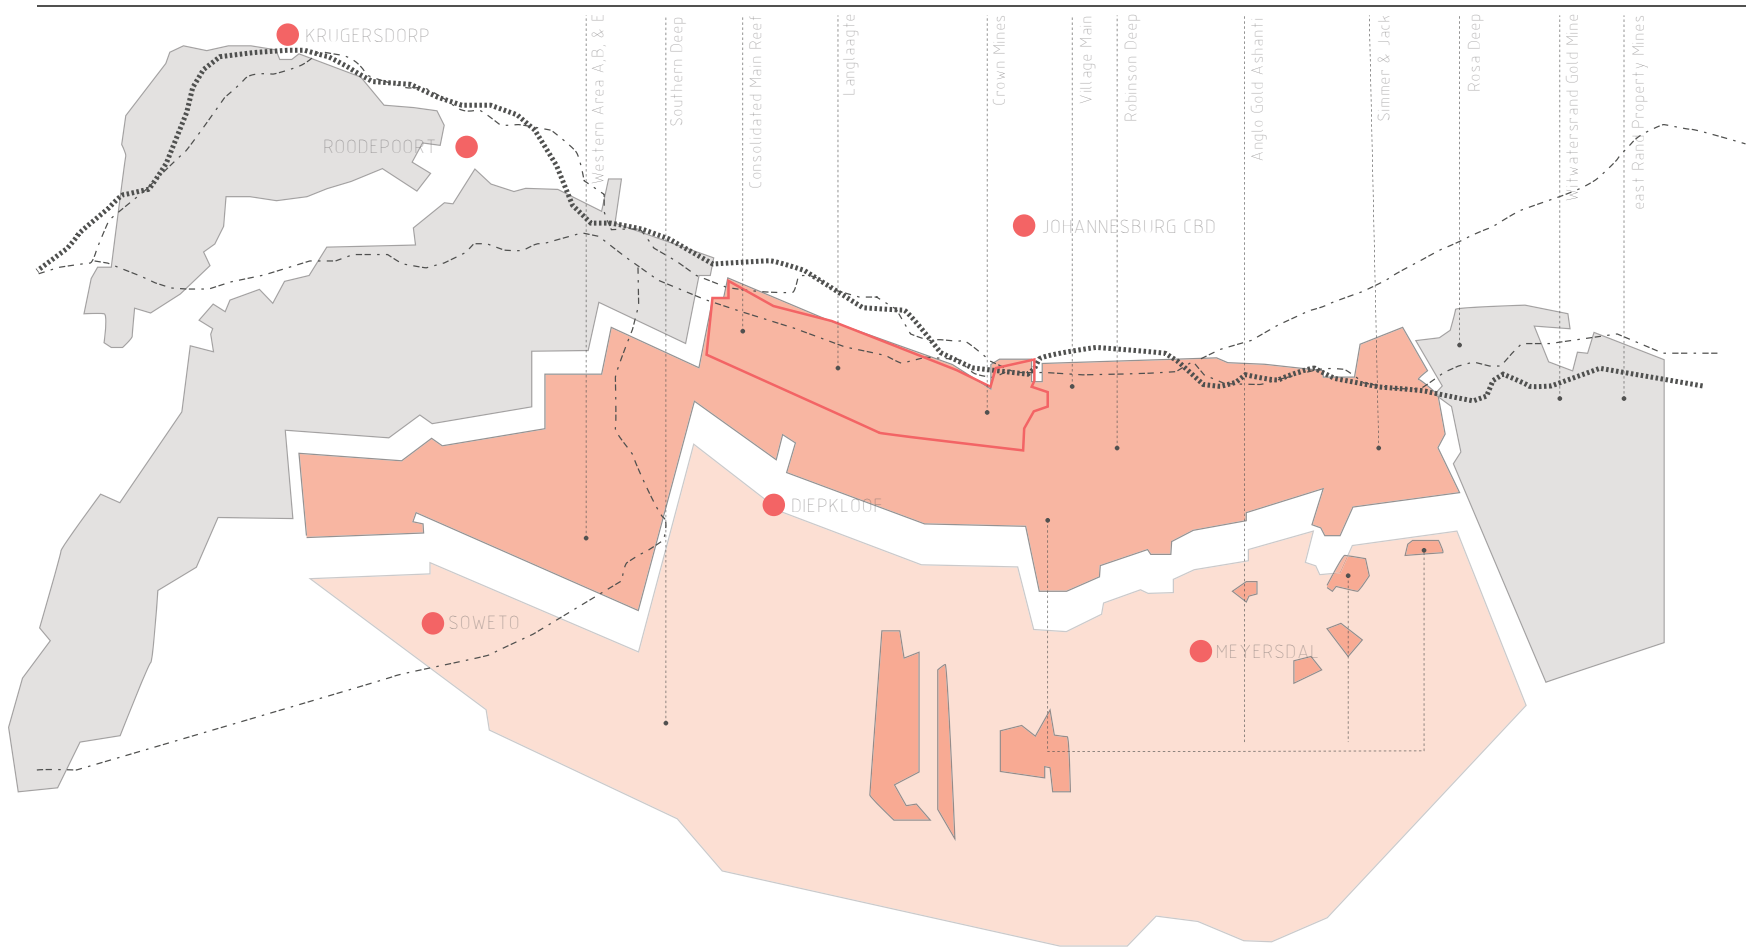 KRUGERSDORP
ROODEPOORT
Western Area A,B, & E
Southern Deep
Consolidated Main Reef
Langlaagte
Crown Mines
Village Main
Robinson Deep
Anglo Gold Ashanti
Simmer & Jack
Rosa Deep
Witwatersrand Gold Mine
east Rand Property Mines
JOHANNESBURG CBD
DIEPKLOOF
SOWETO
MEYERSDAL